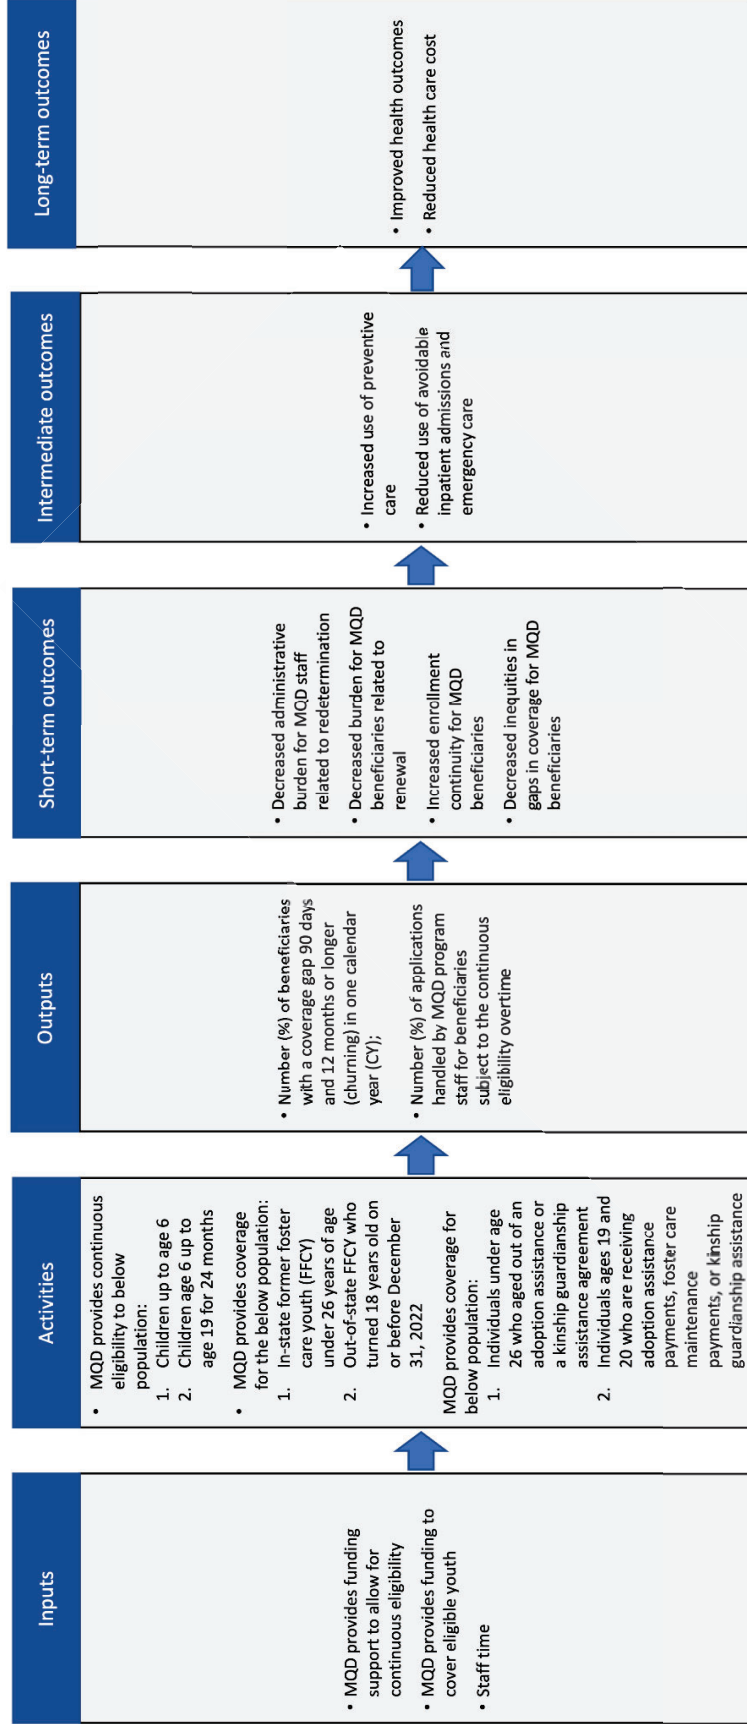 Inputs
• MQD provides funding
support to allow for
continuous eligibility
• MQD provides funding to
cover eligible youth
• Staff time
Activities
• MQD provides continuous
eligibility to below
population:
1. Children up to age 6
2. Children age 6 up to
age 19 for 24 months
• MQD provides coverage
for the below population:
1. In-state former foster
care youth (FFCY)
under 26 years of age
2. Out-of-state FFCY who
turned 18 years old on
or before December
31, 2022
MQD provides coverage for
below population:
1. Individuals under age
26 who aged out of an
adoption assistance or
a kinship guardianship
assistance agreement
2. Individuals ages 19 and
20 who are receiving
adoption assistance
payments, foster care
maintenance
payments, or kinship
guardianship assistance
Outputs
• Number (%) of beneficiaries
with a coverage gap 90 days
and 12 months or longer
(churning) in one calendar
year (CY);
• Number (%) of applications
handled by MQD program
staff for beneficiaries
subject to the continuous
eligibility overtime
Short-term outcomes
• Decreased administrative
burden for MQD staff
related to redetermination
• Decreased burden for MQD
beneficiaries related to
renewal
• Increased enrollment
continuity for MQD
beneficiaries
• Decreased inequities in
gaps in coverage for MQD
beneficiaries
Intermediate outcomes
• Increased use of preventive
care
• Reduced use of avoidable
inpatient admissions and
emergency care
Long-term outcomes
• Improved health outcomes
• Reduced health care cost